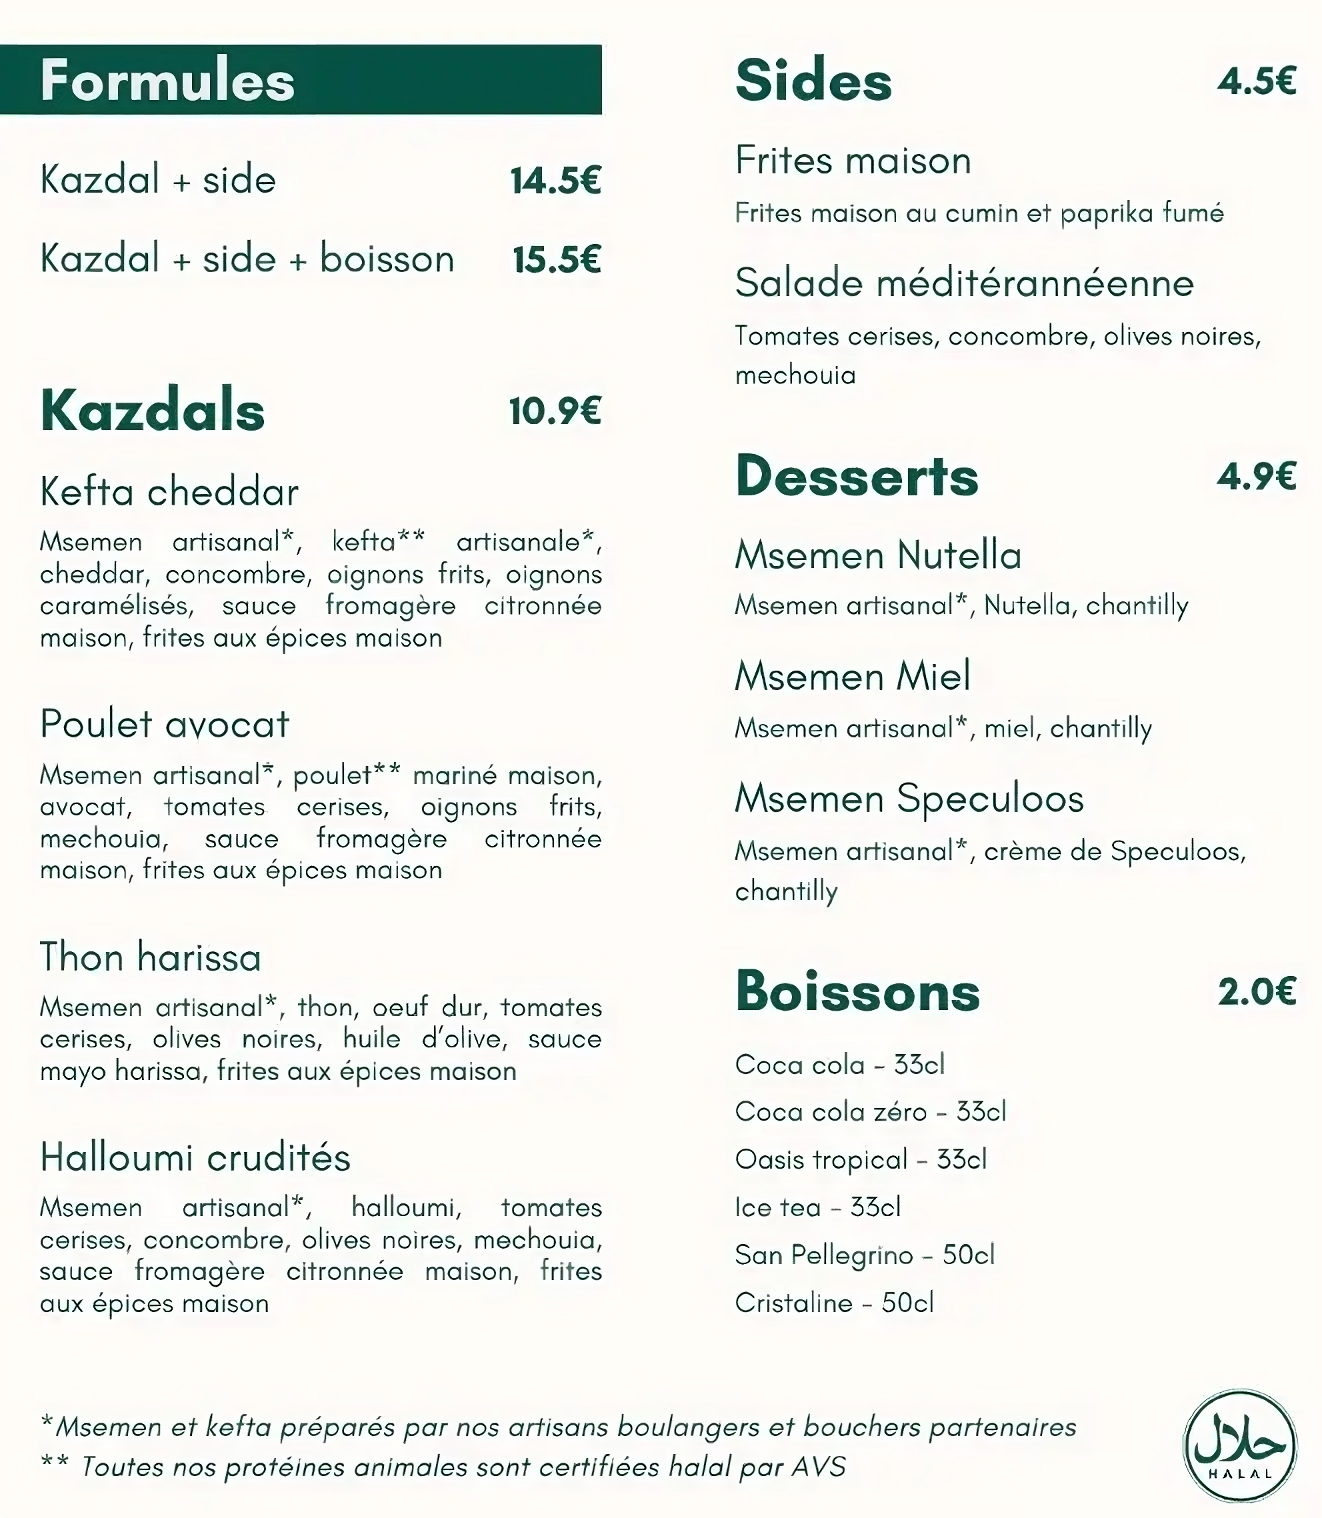 Formules
Kazdal + side 14.5€
Kazdal + side + boisson 15.5€
Kazdals 10.9€
Kefta cheddar
Msemen artisanal*, kefta** artisanale*,
cheddar, concombre, oignons frits, oignons
caramélisés, sauce fromagère citronnée
maison, frites aux épices maison
Poulet avocat
Msemen artisanal*, poulet** mariné maison,
avocat, tomates cerises, oignons frits,
mechouia, sauce fromagère citronnée
maison, frites aux épices maison
Thon harissa
Msemen artisanal*, thon, oeuf dur, tomates
cerises, olives noires, huile d'olive, sauce
mayo harissa, frites aux épices maison
Halloumi crudités
Msemen artisanal*, halloumi, tomates
cerises, concombre, olives noires, mechouia,
sauce fromagère citronnée maison, frites
aux épices maison
Sides 4.5€
Frites maison
Frites maison au cumin et paprika fumé
Salade méditérannéenne
Tomates cerises, concombre, olives noires,
mechouia
Desserts 4.9€
Msemen Nutella
Msemen artisanal*, Nutella, chantilly
Msemen Miel
Msemen artisanal*, miel, chantilly
Msemen Speculoos
Msemen artisanal*, crème de Speculoos,
chantilly
Boissons 2.0€
Coca cola - 33cl
Coca cola zéro - 33cl
Oasis tropical - 33cl
Ice tea - 33cl
San Pellegrino - 50cl
Cristaline - 50cl
*Msemen et kefta préparés par nos artisans boulangers et bouchers partenaires
** Toutes nos protéines animales sont certifiées halal par AVS
حلال
HALAL